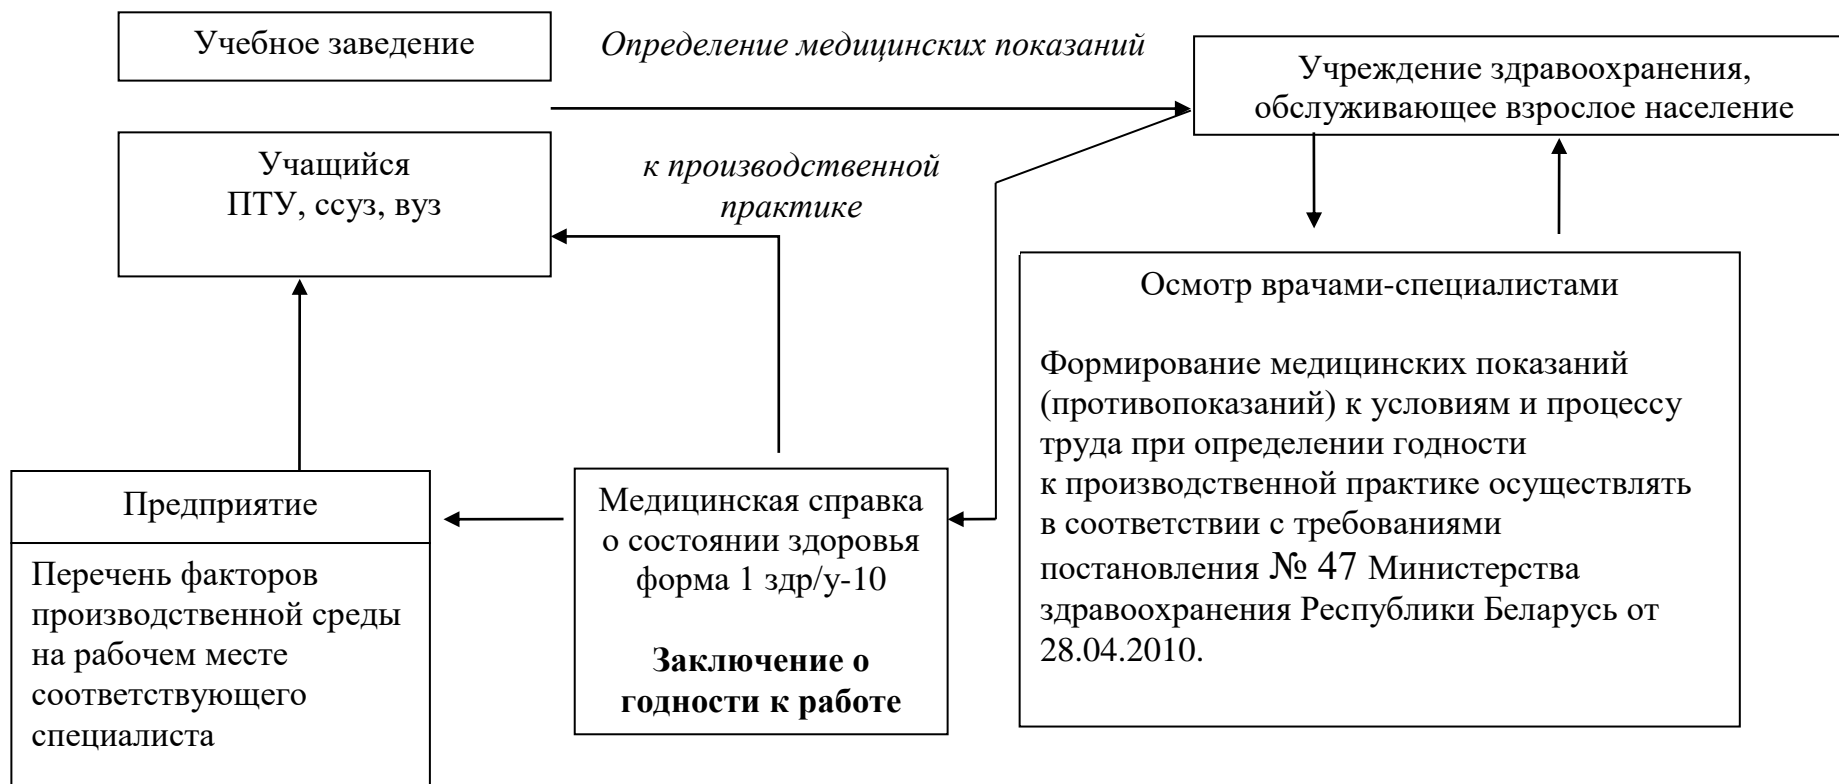 Учебное заведение
Определение медицинских показаний
Учреждение здравоохранения,
обслуживающее взрослое население
Учащийся
ПТУ, ссуз, вуз
к производственной
практике
Осмотр врачами-специалистами
Формирование медицинских показаний
(противопоказаний) к условиям и процессу
труда при определении годности
к производственной практике осуществлять
в соответствии с требованиями
постановления № 47 Министерства
здравоохранения Республики Беларусь от
28.04.2010.
Предприятие
Перечень факторов
производственной среды
на рабочем месте
соответствующего
специалиста
Медицинская справка
о состоянии здоровья
форма 1 здр/у-10
Заключение о
годности к работе